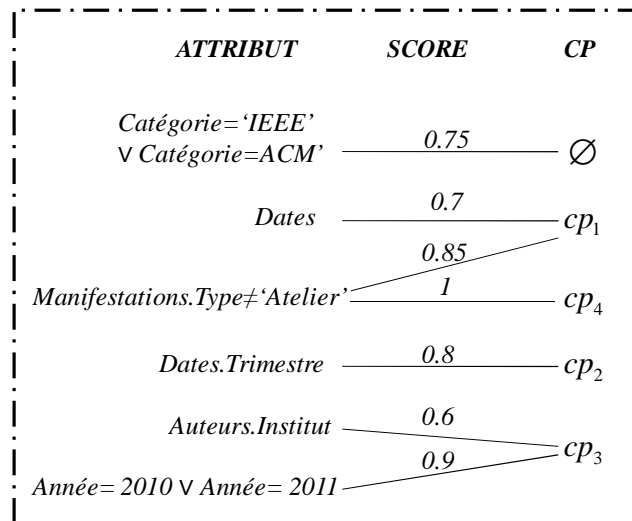 ATTRIBUT SCORE CP
Catégorie=‘IEEE’
∨ Catégorie=ACM’ 0.75 ∅
Dates 0.7 cp1
0.85
Manifestations.Type≠‘Atelier’ 1 cp4
Dates.Trimestre 0.8 cp2
Auteurs.Institut 0.6
cp3
Année= 2010 ∨ Année= 2011 0.9